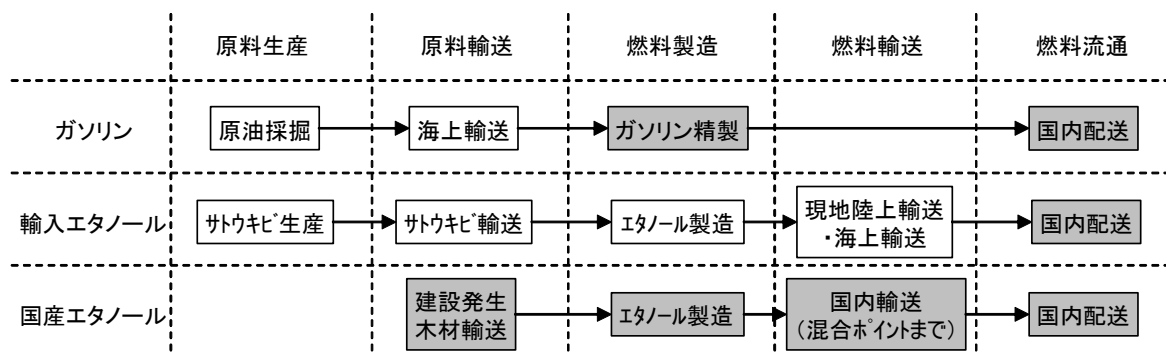 原料生産 原料輸送 燃料製造 燃料輸送 燃料流通
ガソリン 原油採掘 海上輸送 ガソリン精製 国内配送
輸入エタノール ｻﾄｳｷﾋﾞ生産 ｻﾄｳｷﾋﾞ輸送 ｴﾀﾉｰﾙ製造 現地陸上輸送
・海上輸送 国内配送
国産エタノール 建設発生
木材輸送 ｴﾀﾉｰﾙ製造 国内輸送
（混合ﾎﾟｲﾝﾄまで） 国内配送